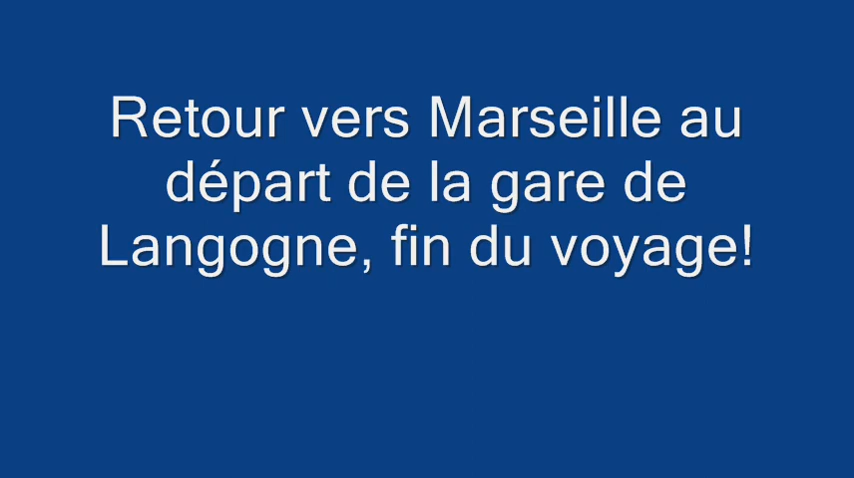 Retour vers Marseille au
départ de la gare de
Langogne, fin du voyage!